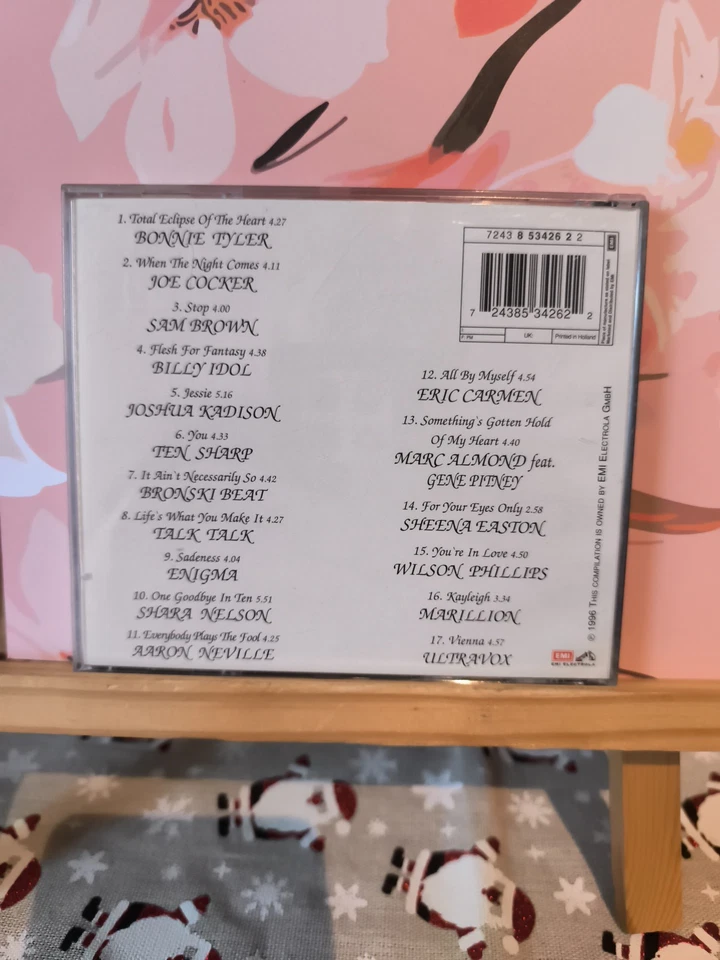 1. Total Eclipse Of The Heart 4.27
BONNIE TYLER
2. When The Night Comes 4.11
JOE COCKER
3. Stop 4.00
SAM BROWN
4. Flesh For Fantasy 4.38
BILLY IDOL
5. Jessie 5.16
JOSHUA KADISON
6. You 4.33
TEN SHARP
7. It Ain't Necessarily So 4.42
BRONSKI BEAT
8. Life's What You Make It 4.27
TALK TALK
9. Sadeness 4.04
ENIGMA
10. One Goodbye In Ten 5.51
SHARA NELSON
11. Everybody Plays The Fool 4.25
AARON NEVILLE
7243 8 53426 2 2
7 24385 34262 2
UK:
Printed in Holland
12. All By Myself 4.54
ERIC CARMEN
13. Something's Gotten Hold
Of My Heart 4.40
MARC ALMOND feat.
GENE PITNEY
14. For Your Eyes Only 2.58
SHEENA EASTON
15. You're In Love 4.50
WILSON PHILLIPS
16. Kayleigh 3.34
MARILLION
17. Vienna 4.57
ULTRAVOX
℗ 1996 THIS COMPILATION IS OWNED BY EMI ELECTROLA GMBH
EMI
EMI ELECTROLA